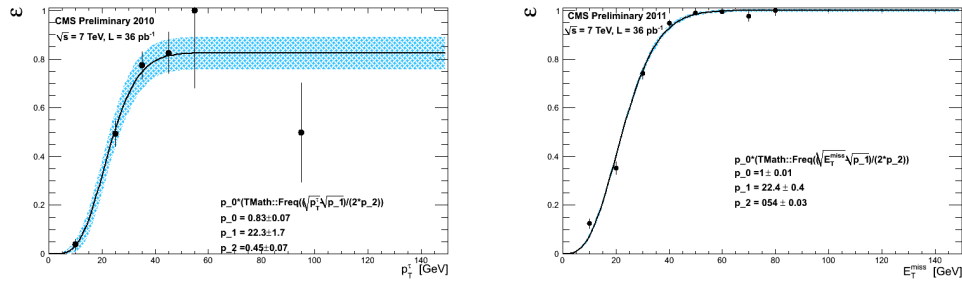 ε
CMS Preliminary 2010
√s = 7 TeV, L = 36 pb⁻¹
1
0.8
0.6
0.4
0.2
0
p_0*(TMath::Freq((√p_T^τ-√p_1)/(2*p_2))
p_0 = 0.83±0.07
p_1 = 22.3±1.7
p_2 =0.45±0.07
0 20 40 60 80 100 120 140
p_T^τ [GeV]
ε
CMS Preliminary 2011
√s = 7 TeV, L = 36 pb⁻¹
1
0.8
0.6
0.4
0.2
0
p_0*(TMath::Freq((√E_T^miss-√p_1)/(2*p_2))
p_0 =1± 0.01
p_1 = 22.4 ± 0.4
p_2 = 054 ± 0.03
0 20 40 60 80 100 120 140
E_T^miss [GeV]